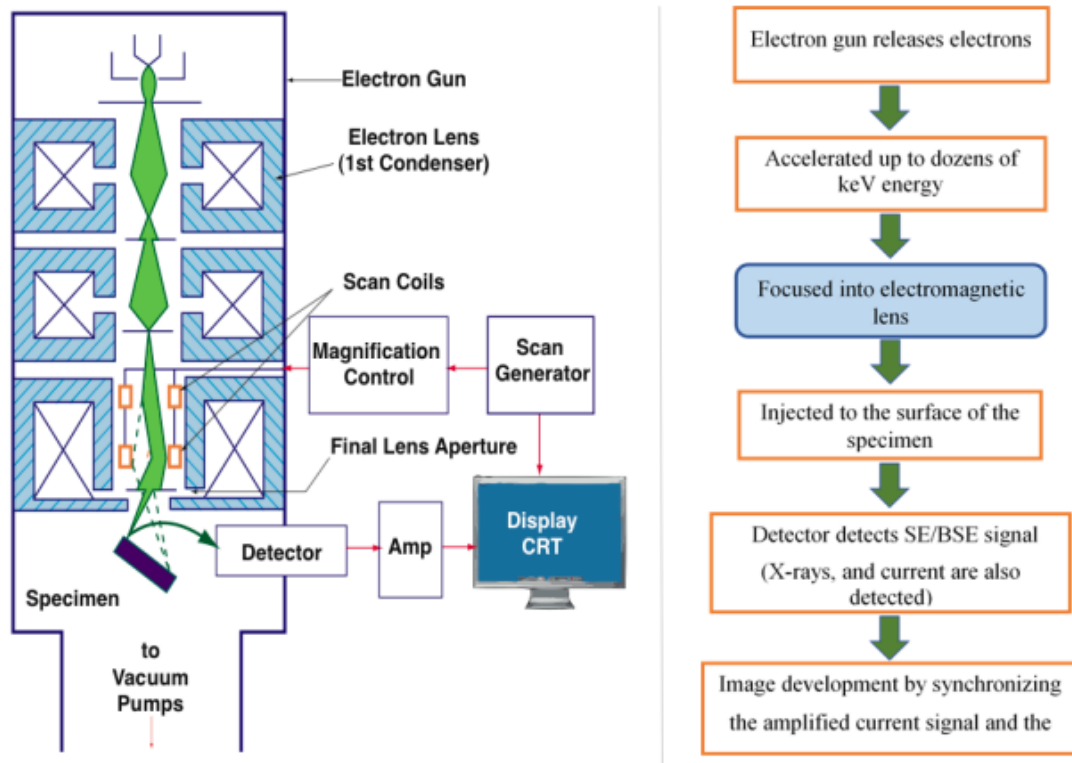 Electron Gun
Electron Lens
(1st Condenser)
Scan Coils
Magnification
Control
Scan
Generator
Final Lens Aperture
Display
CRT
Detector
Amp
Specimen
to
Vacuum
Pumps
Electron gun releases electrons
Accelerated up to dozens of
keV energy
Focused into electromagnetic
lens
Injected to the surface of the
specimen
Detector detects SE/BSE signal
(X-rays, and current are also
detected)
Image development by synchronizing
the amplified current signal and the